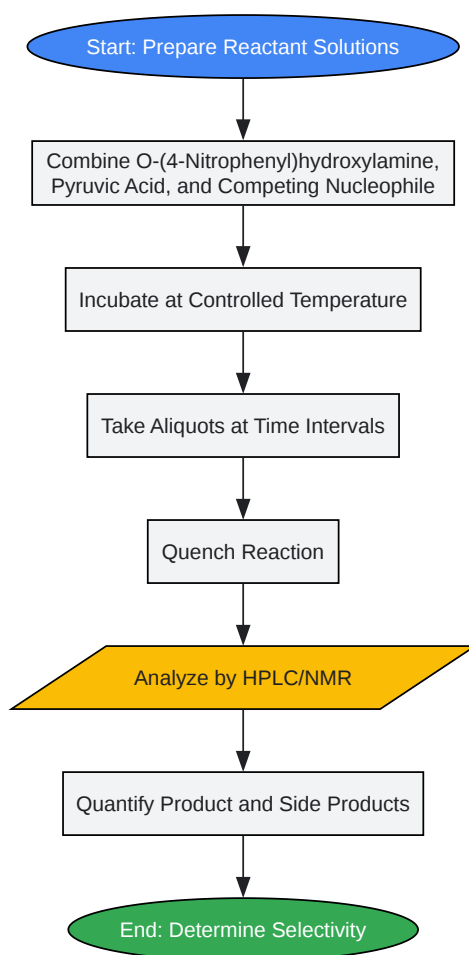 Start: Prepare Reactant Solutions
Combine O-(4-Nitrophenyl)hydroxylamine,
Pyruvic Acid, and Competing Nucleophile
Incubate at Controlled Temperature
Take Aliquots at Time Intervals
Quench Reaction
Analyze by HPLC/NMR
Quantify Product and Side Products
End: Determine Selectivity